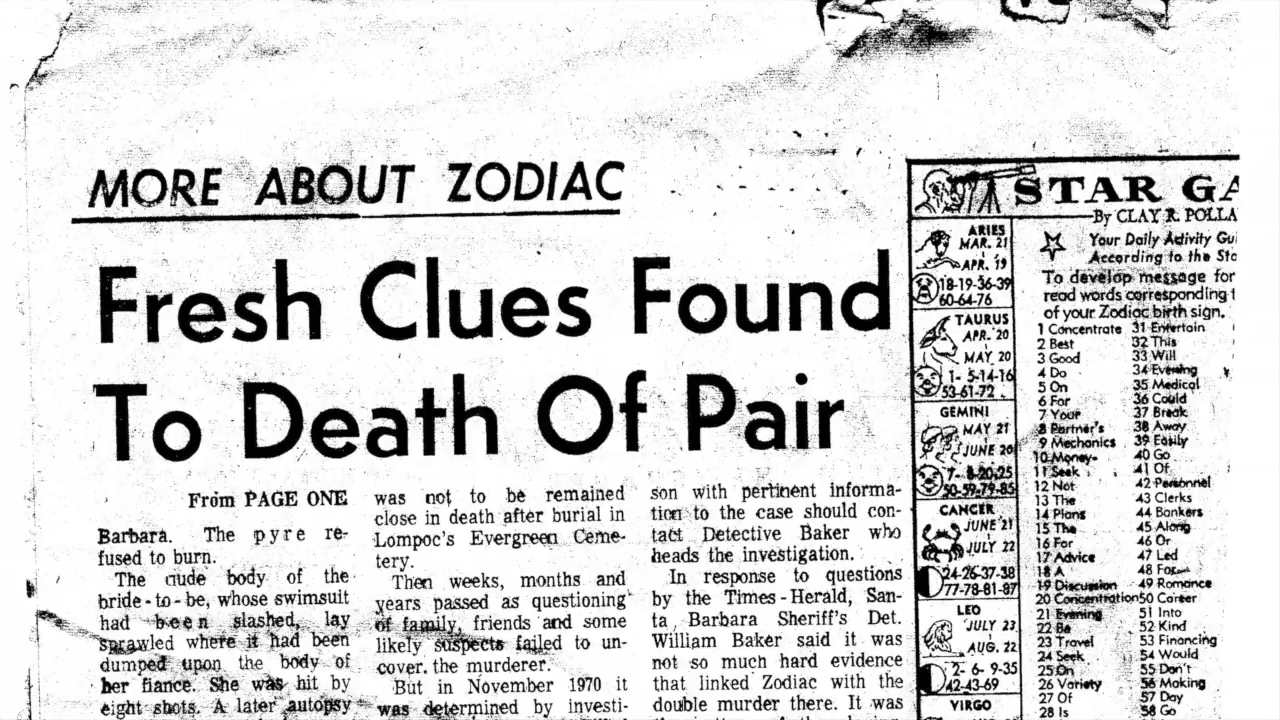 MORE ABOUT ZODIAC
Fresh Clues Found
To Death Of Pair
From PAGE ONE
Barbara. The pyre re-
fused to burn.
The nude body of the
bride-to-be, whose swimsuit
had been slashed, lay
sprawled where it had been
dumped upon the body of
her fiance. She was hit by
eight shots. A later autopsy
was not to be remained
close in death after burial in
Lompoc's Evergreen Ceme-
tery.
Then weeks, months and
years passed as questioning
of family, friends and some
likely suspects failed to un-
cover the murderer.
But in November 1970 it
was determined by investi-
son with pertinent informa-
tion to the case should con-
tact Detective Baker who
heads the investigation.
In response to questions
by the Times-Herald, San-
ta Barbara Sheriff's Det.
William Baker said it was
not so much hard evidence
that linked Zodiac with the
double murder there. It was
STAR GA
By CLAY R. POLLA
Your Daily Activity Gui
According to the Sta
To develop message for
read words corresponding t
of your Zodiac birth sign.
ARIES
MAR. 21
APR. 19
18-19-36-39
60-64-76
TAURUS
APR. 20
MAY 20
1- 5-14-16
53-61-72
GEMINI
MAY 21
JUNE 20
7- 8-20-25
50-59-79-85
CANCER
JUNE 21
JULY 22
24-26-37-38
77-78-81-87
LEO
JULY 23
AUG. 22
2- 6- 9-35
42-43-69
VIRGO
1 Concentrate
2 Best
3 Good
4 Do
5 On
6 For
7 Your
8 Partner's
9 Mechanics
10 Money-
11 Seek
12 Not
13 The
14 Plans
15 The
16 For
17 Advice
18 A
19 Discussion
20 Concentration
21 Evening
22 Be
23 Travel
24 Seek
25 On
26 Variety
27 Of
28 Is
31 Entertain
32 This
33 Will
34 Evening
35 Medical
36 Could
37 Break
38 Away
39 Easily
40 Go
41 Of
42 Personnel
43 Clerks
44 Bankers
45 Along
46 Or
47 Led
48 For
49 Romance
50 Career
51 Into
52 Kind
53 Financing
54 Would
55 Don't
56 Making
57 Day
58 Go